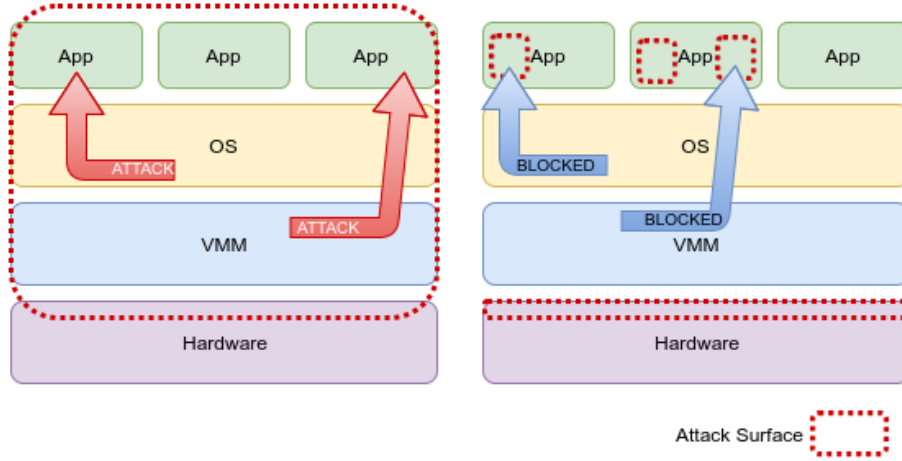 App App App
ATTACK
OS
ATTACK
VMM
Hardware
App App App
BLOCKED
OS
BLOCKED
VMM
Hardware
Attack Surface